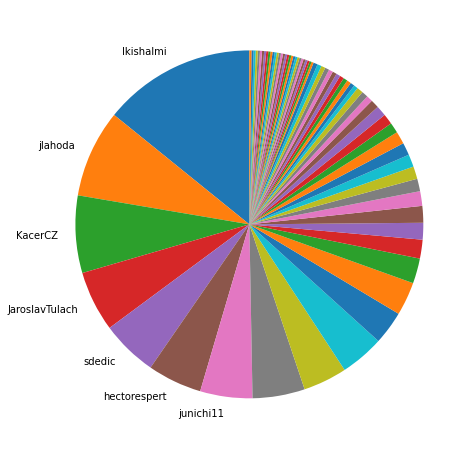 lkishalmi
jlahoda
KacerCZ
JaroslavTulach
sdedic
hectorespert
junichi11